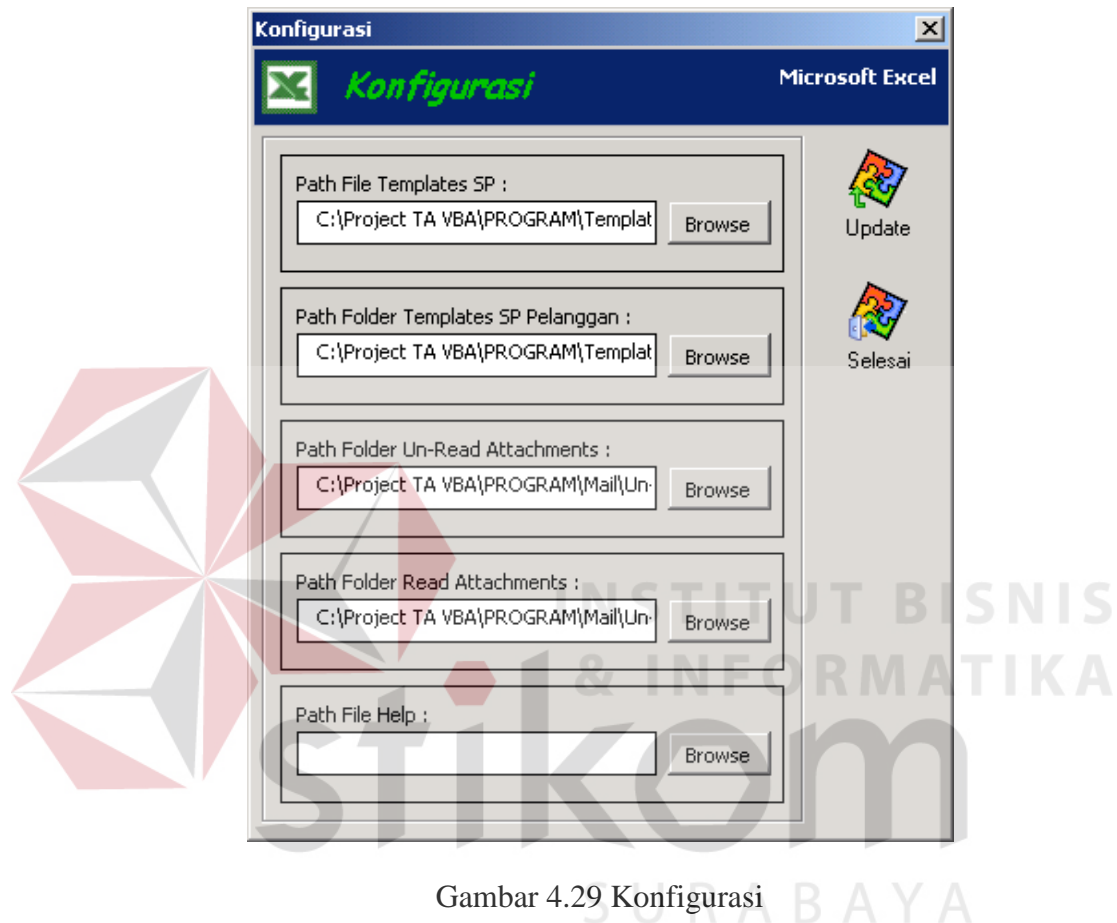 Konfigurasi
Konfigurasi
Microsoft Excel
Path File Templates SP :
C:\Project TA VBA\PROGRAM\Templat
Browse
Update
Path Folder Templates SP Pelanggan :
C:\Project TA VBA\PROGRAM\Templat
Browse
Selesai
Path Folder Un-Read Attachments :
C:\Project TA VBA\PROGRAM\Mail\Un-
Browse
Path Folder Read Attachments :
C:\Project TA VBA\PROGRAM\Mail\Un-
Browse
Path File Help :
Browse
INSTITUT BISNIS
& INFORMATIKA
stikom
SURABAYA
Gambar 4.29 Konfigurasi